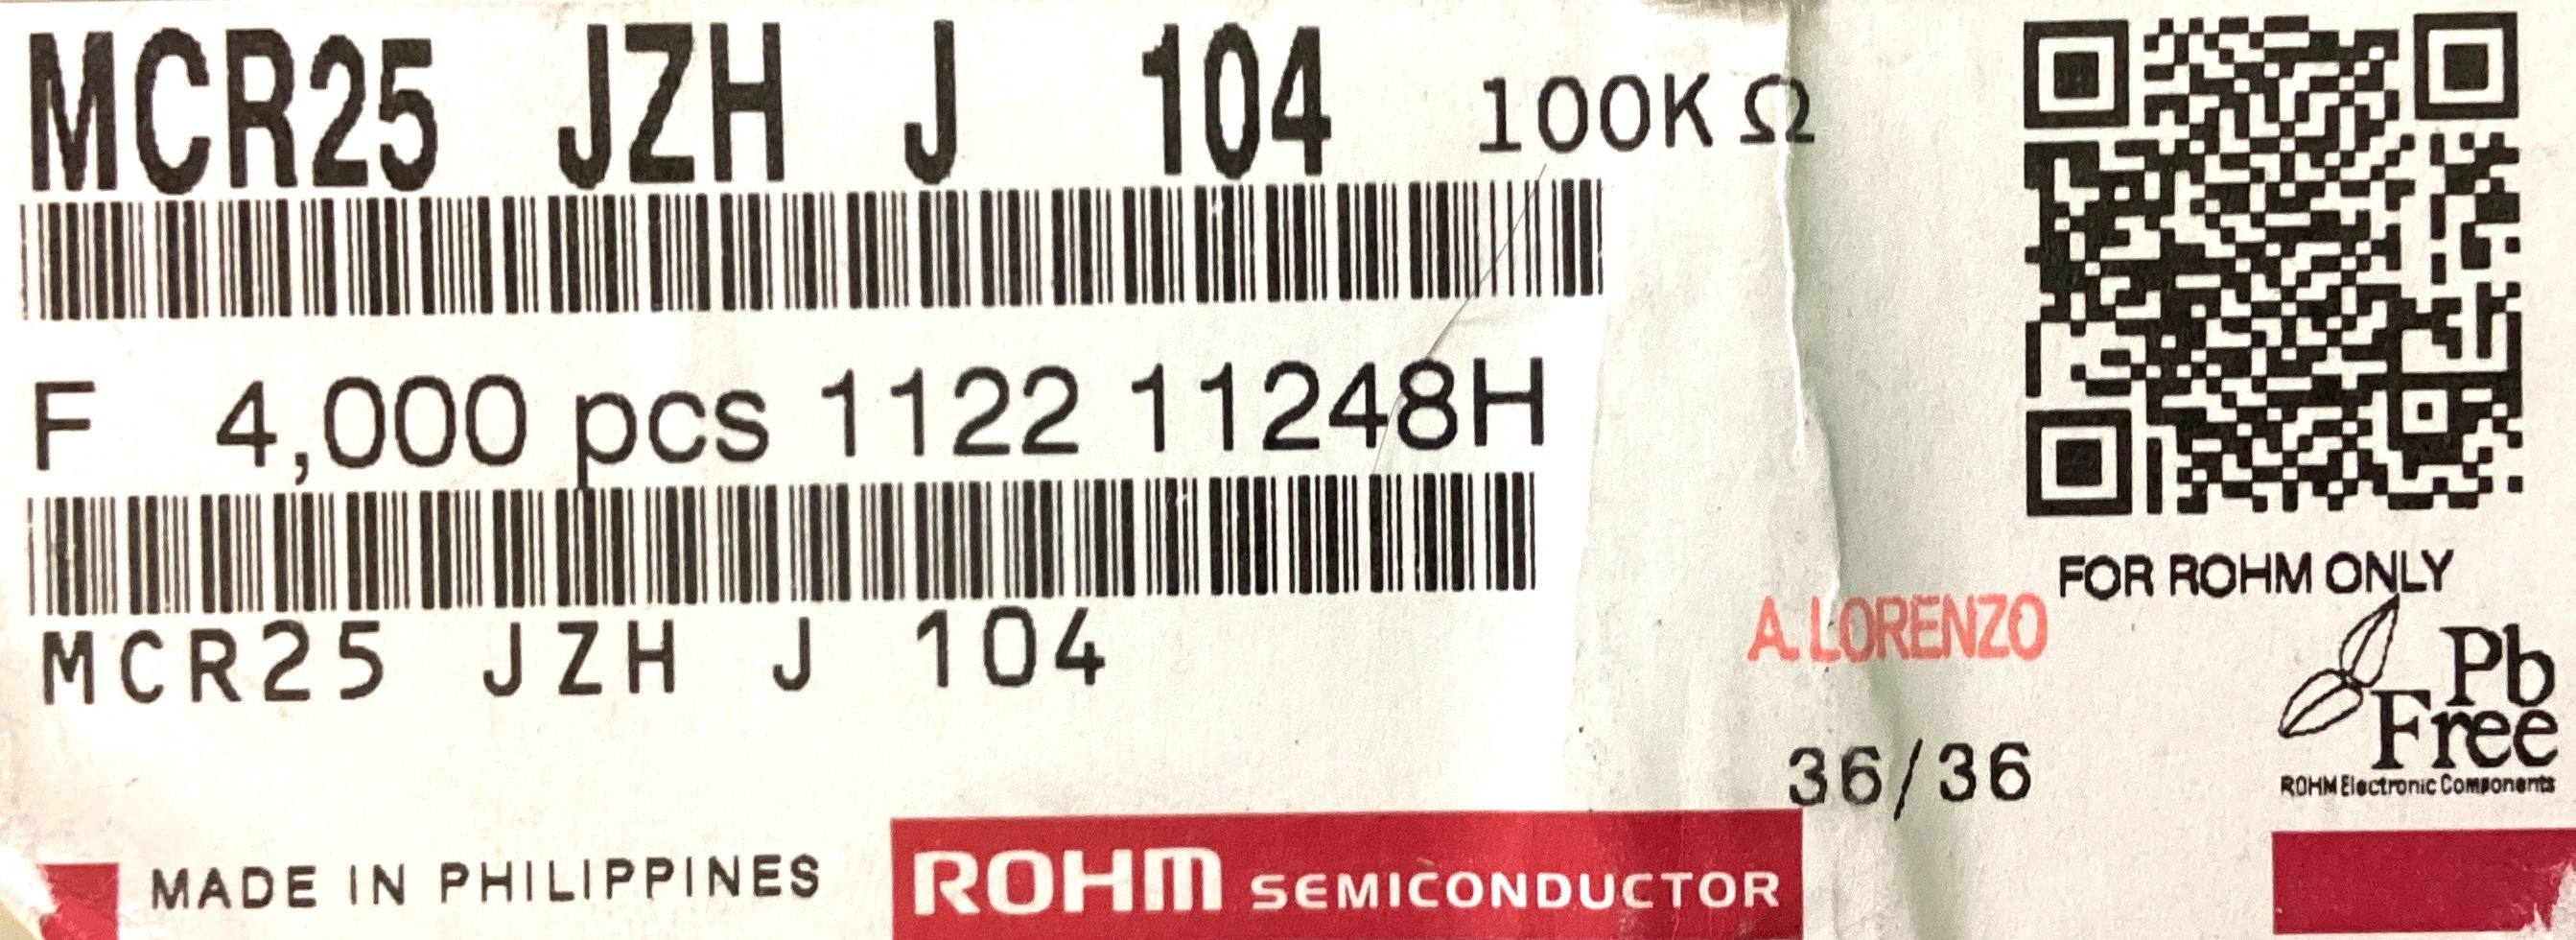 MCR25 JZH J 104 100KΩ
F 4,000 pcs 1122 11248H
MCR25 JZH J 104
FOR ROHM ONLY
A. LORENZO
Pb
Free
ROHM Electronic Components
36/36
MADE IN PHILIPPINES
ROHM SEMICONDUCTOR